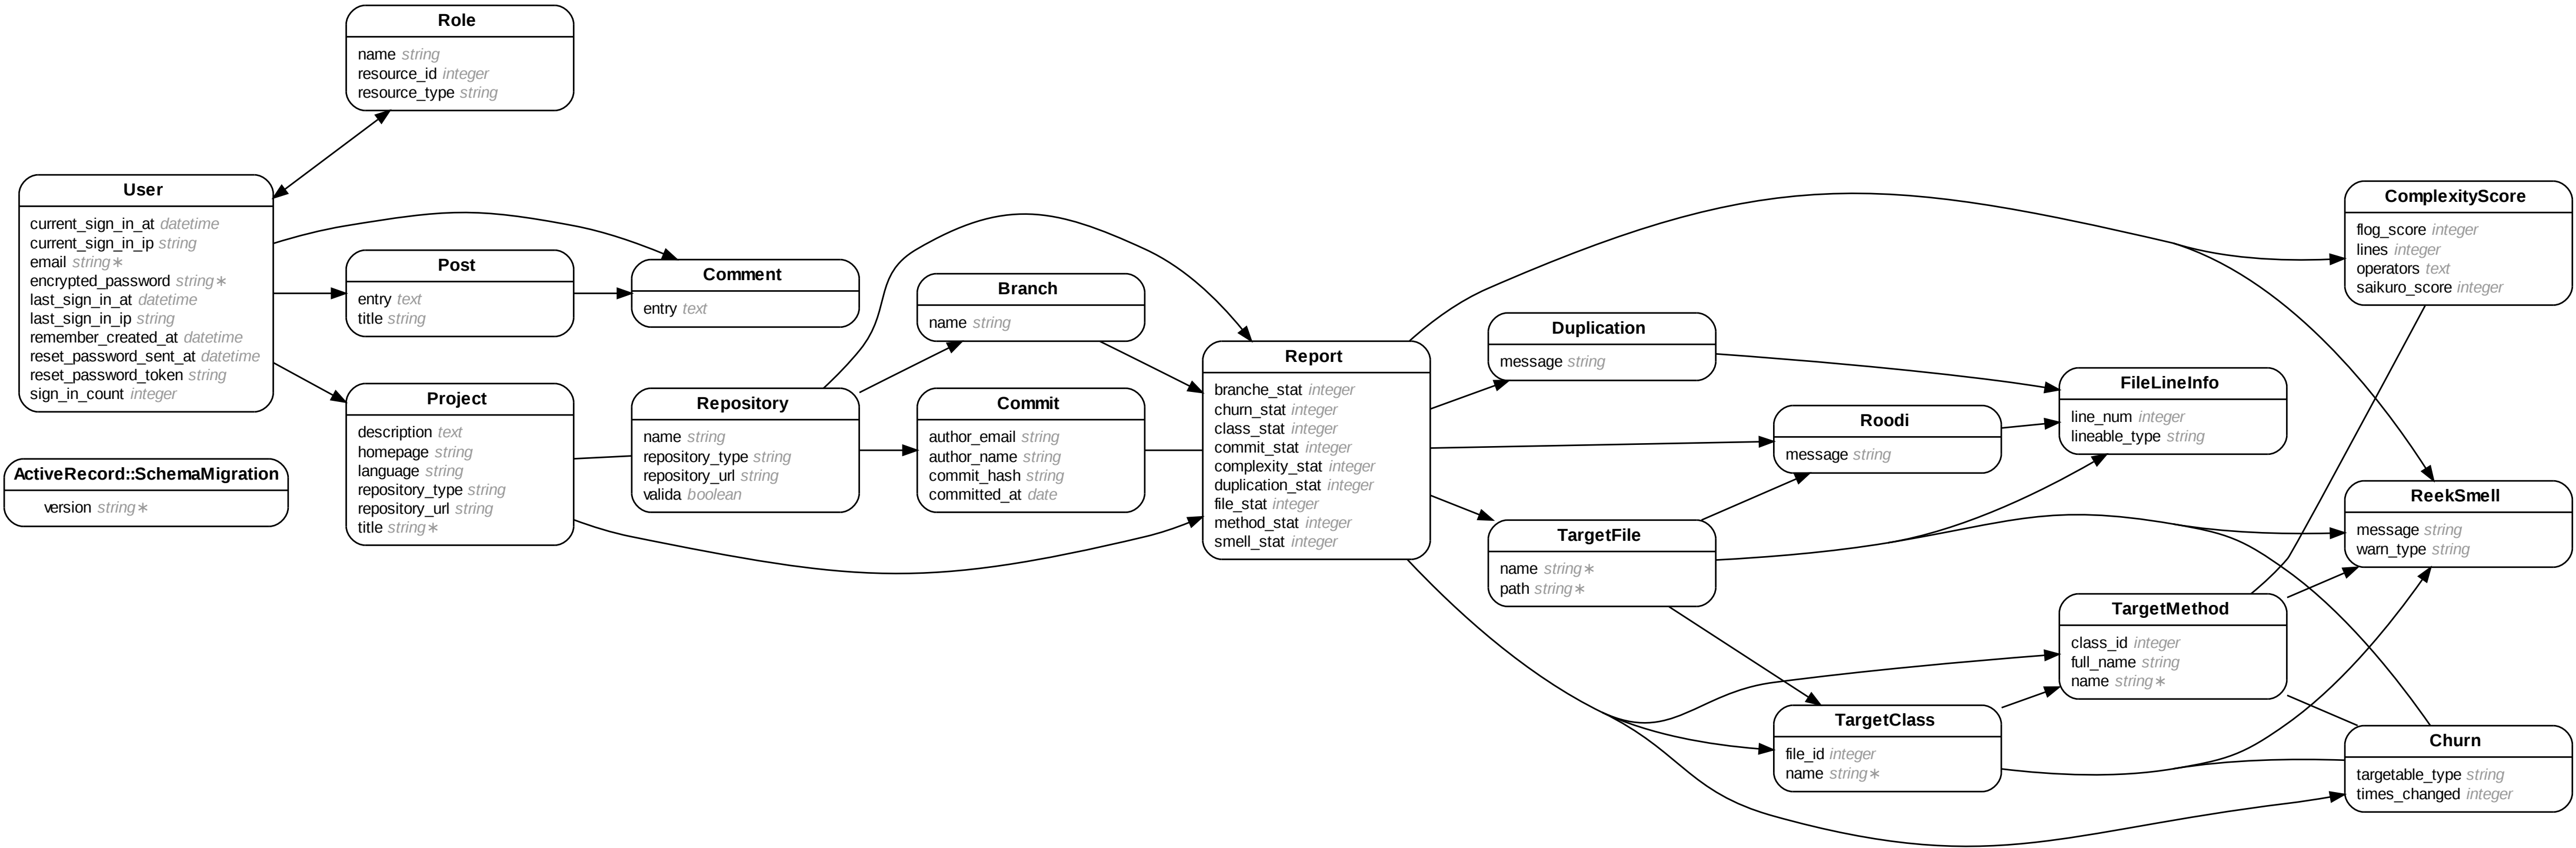 Role
name string
resource_id integer
resource_type string
User
current_sign_in_at datetime
current_sign_in_ip string
email string∗
encrypted_password string∗
last_sign_in_at datetime
last_sign_in_ip string
remember_created_at datetime
reset_password_sent_at datetime
reset_password_token string
sign_in_count integer
ActiveRecord::SchemaMigration
version string∗
Post
entry text
title string
Project
description text
homepage string
language string
repository_type string
repository_url string
title string∗
Comment
entry text
Repository
name string
repository_type string
repository_url string
valida boolean
Branch
name string
Commit
author_email string
author_name string
commit_hash string
committed_at date
Report
branche_stat integer
churn_stat integer
class_stat integer
commit_stat integer
complexity_stat integer
duplication_stat integer
file_stat integer
method_stat integer
smell_stat integer
Duplication
message string
TargetFile
name string∗
path string∗
Roodi
message string
TargetClass
file_id integer
name string∗
FileLineInfo
line_num integer
lineable_type string
TargetMethod
class_id integer
full_name string
name string∗
ComplexityScore
flog_score integer
lines integer
operators text
saikuro_score integer
ReekSmell
message string
warn_type string
Churn
targetable_type string
times_changed integer